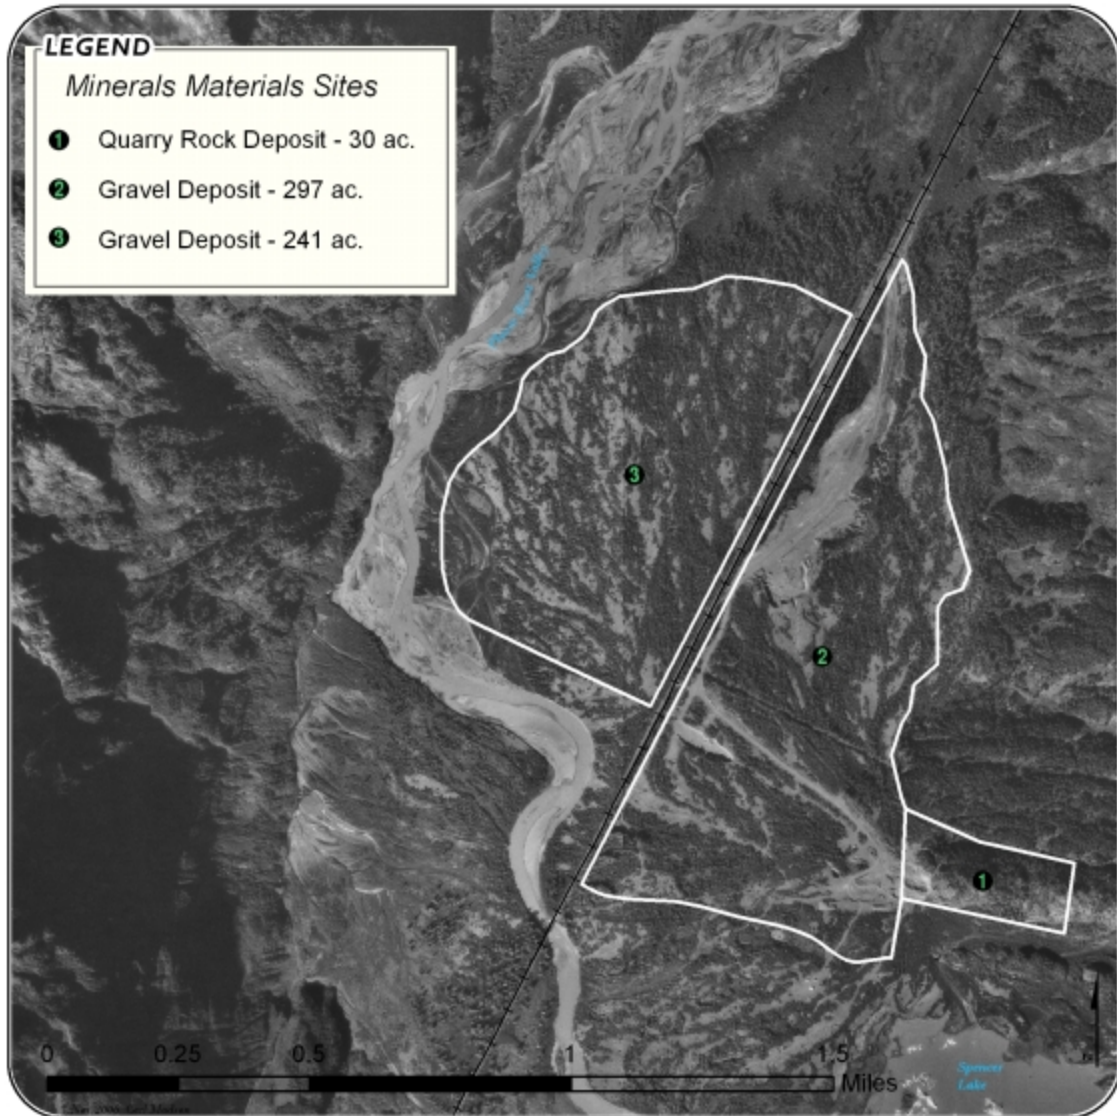 LEGEND
Minerals Materials Sites
1 Quarry Rock Deposit - 30 ac.
2 Gravel Deposit - 297 ac.
3 Gravel Deposit - 241 ac.
3
2
1
0 0.25 0.5 1 1.5
Miles
Spencer
Lake